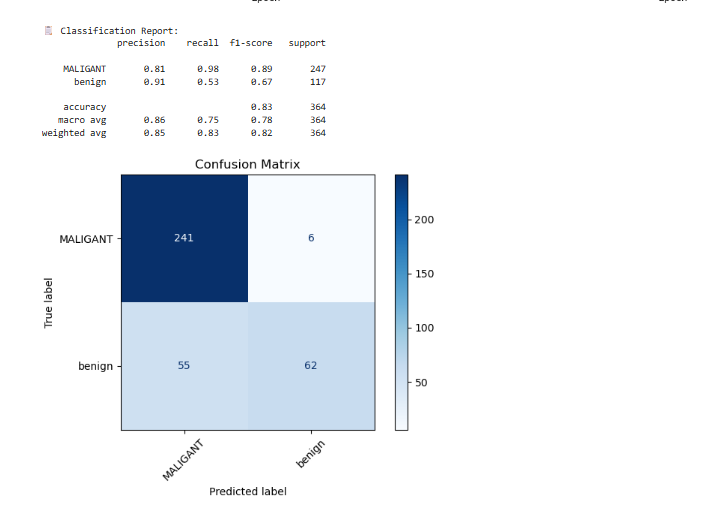 Epoch Epoch
Classification Report:
precision recall f1-score support
MALIGANT 0.81 0.98 0.89 247
benign 0.91 0.53 0.67 117
accuracy 0.83 364
macro avg 0.86 0.75 0.78 364
weighted avg 0.85 0.83 0.82 364
Confusion Matrix
MALIGANT 241 6
benign 55 62
True label
MALIGANT benign
Predicted label
200
150
100
50